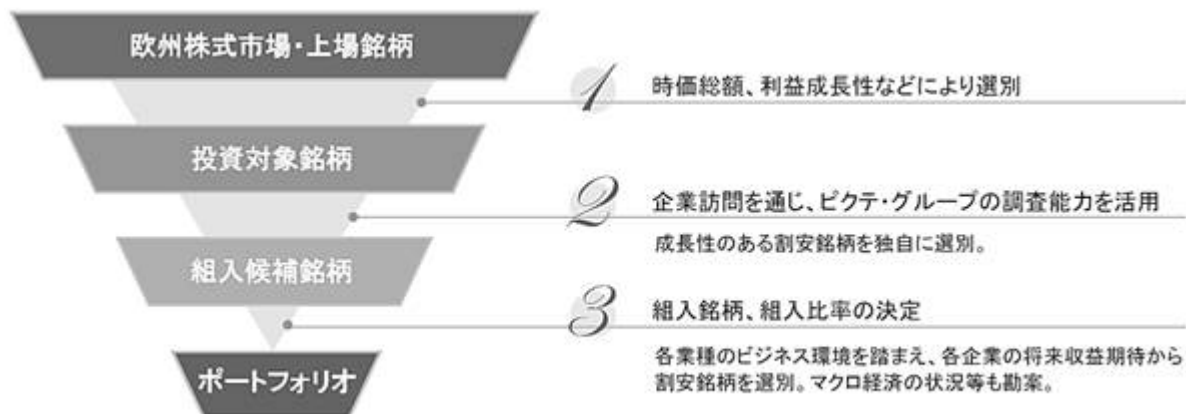 欧州株式市場・上場銘柄
1 時価総額、利益成長性などにより選別
投資対象銘柄
2 企業訪問を通じ、ピクテ・グループの調査能力を活用
成長性のある割安銘柄を独自に選別。
組入候補銘柄
3 組入銘柄、組入比率の決定
各業種のビジネス環境を踏まえ、各企業の将来収益期待から
割安銘柄を選別。マクロ経済の状況等も勘案。
ポートフォリオ